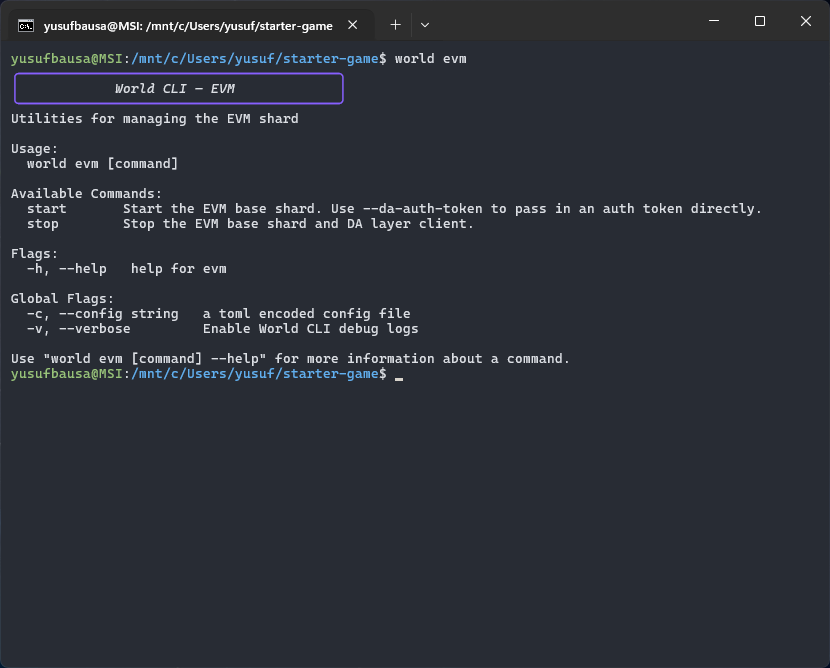 yusufbausa@MSI: /mnt/c/Users/yusuf/starter-game
yusufbausa@MSI:/mnt/c/Users/yusuf/starter-game$ world evm
World CLI — EVM
Utilities for managing the EVM shard
Usage:
  world evm [command]
Available Commands:
  start       Start the EVM base shard. Use --da-auth-token to pass in an auth token directly.
  stop        Stop the EVM base shard and DA layer client.
Flags:
  -h, --help   help for evm
Global Flags:
  -c, --config string   a toml encoded config file
  -v, --verbose         Enable World CLI debug logs
Use "world evm [command] --help" for more information about a command.
yusufbausa@MSI:/mnt/c/Users/yusuf/starter-game$